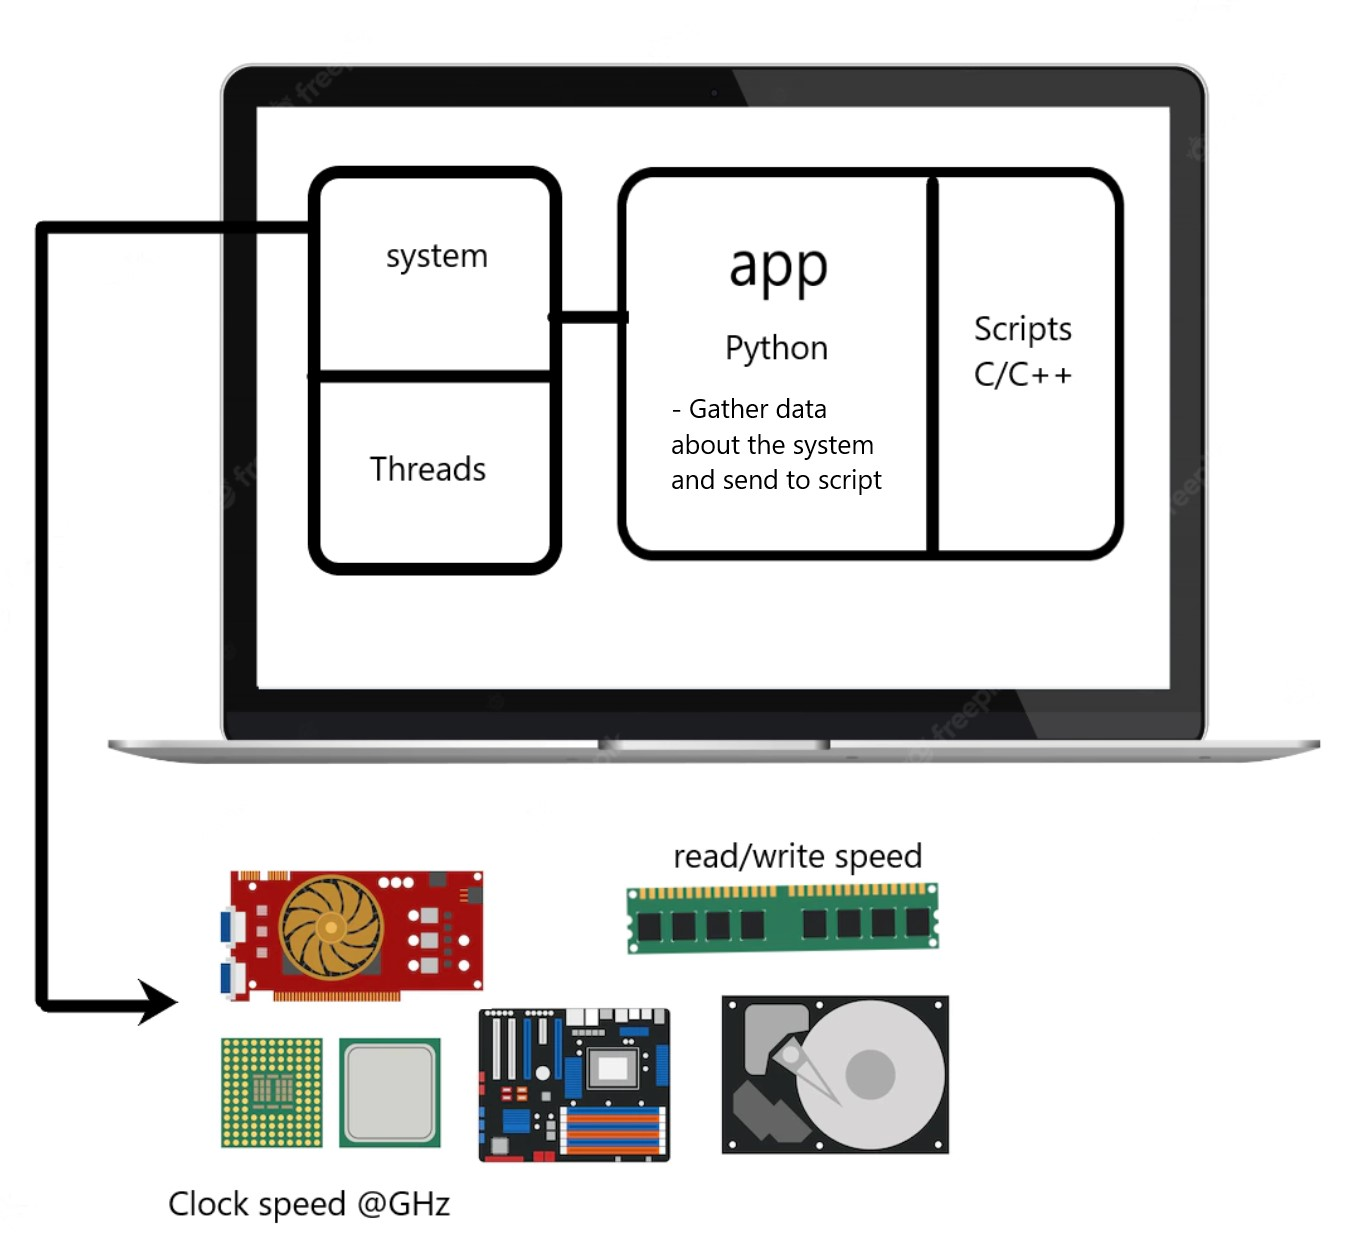 system
Threads
app
Python
- Gather data
about the system
and send to script
Scripts
C/C++
read/write speed
Clock speed @GHz